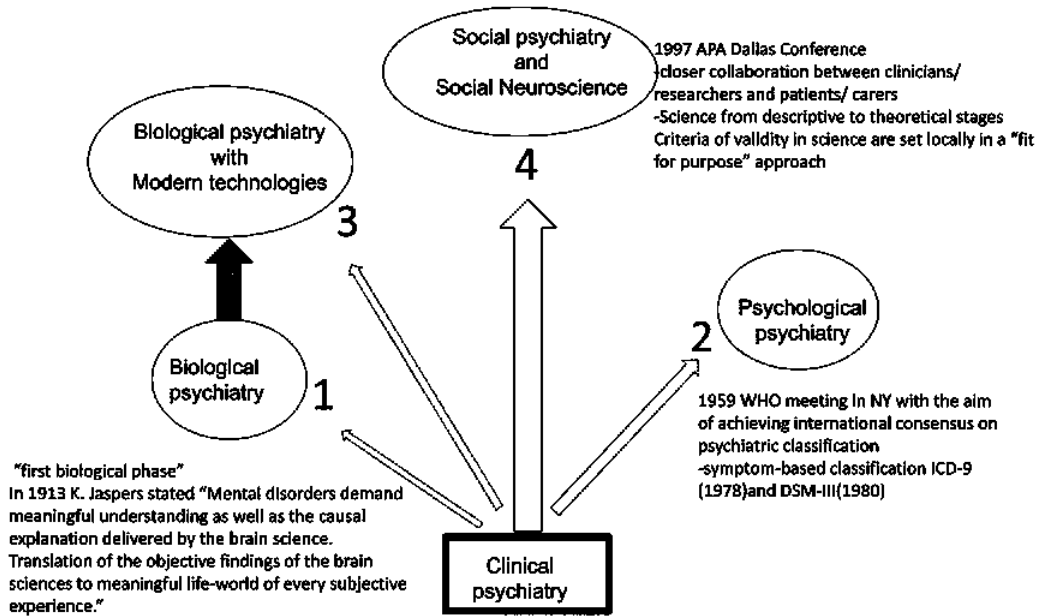 Social psychiatry
and
Social Neuroscience
1997 APA Dallas Conference
-closer collaboration between clinicians/
researchers and patients/ carers
-Science from descriptive to theoretical stages
Criteria of validity in science are set locally in a "fit
for purpose" approach
4
Biological psychiatry
with
Modern technologies
3
Psychological
psychiatry
2
Biological
psychiatry
1
1959 WHO meeting in NY with the aim
of achieving international consensus on
psychiatric classification
-symptom-based classification ICD-9
(1978)and DSM-III(1980)
"first biological phase"
In 1913 K. Jaspers stated "Mental disorders demand
meaningful understanding as well as the causal
explanation delivered by the brain science.
Translation of the objective findings of the brain
sciences to meaningful life-world of every subjective
experience."
Clinical
psychiatry